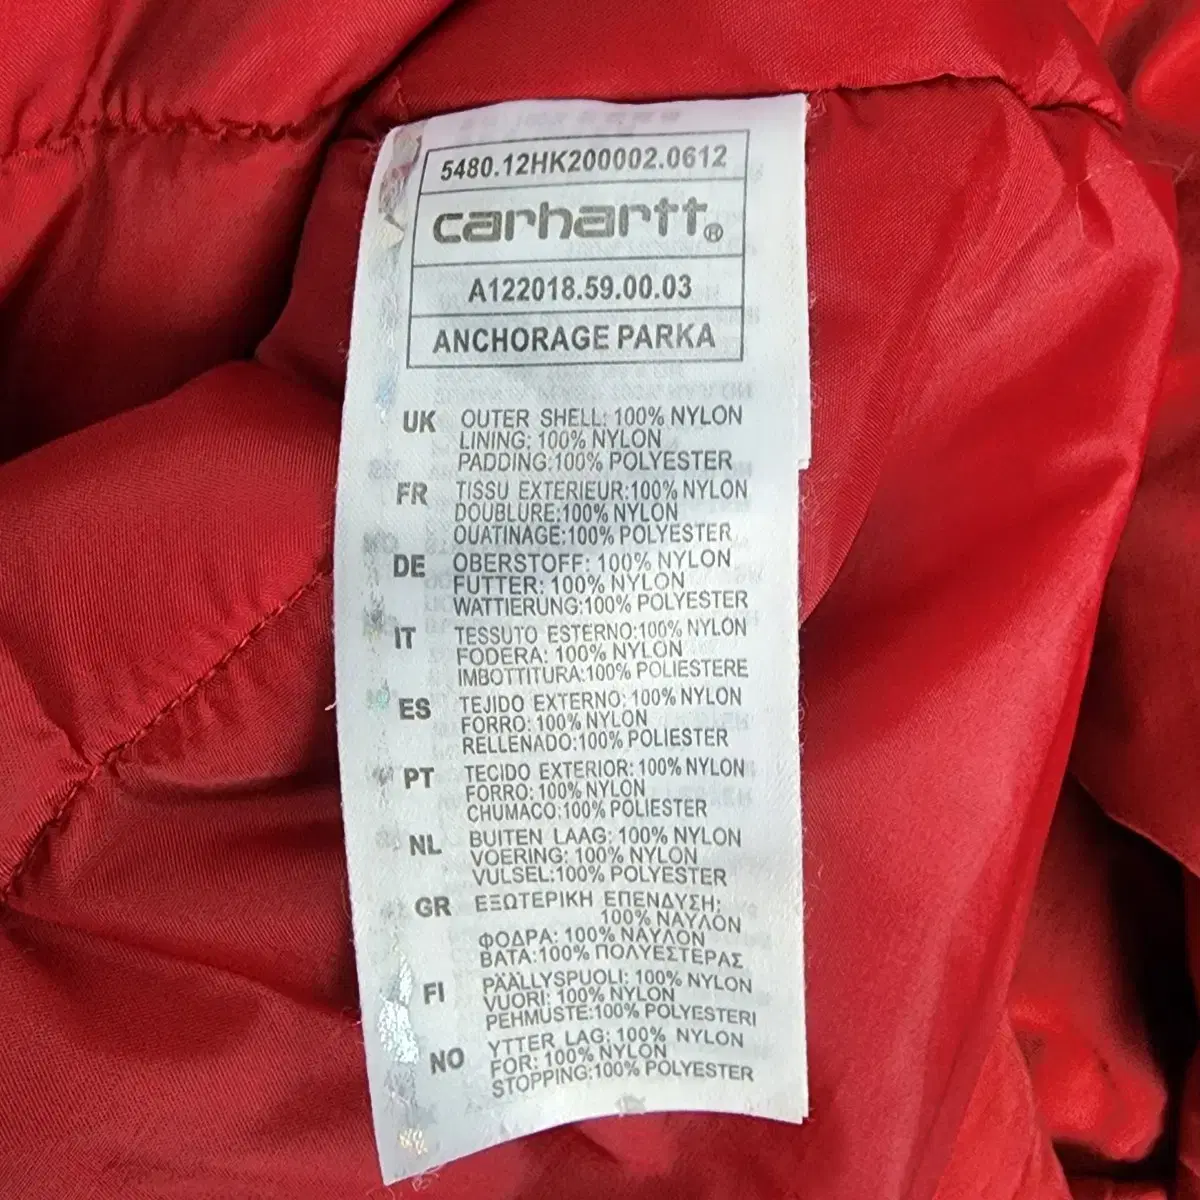 5480.12HK200002.0612
carhartt®
A122018.59.00.03
ANCHORAGE PARKA
UK OUTER SHELL: 100% NYLON
LINING: 100% NYLON
PADDING:100% POLYESTER
FR TISSU EXTERIEUR:100% NYLON
DOUBLURE:100% NYLON
OUATINAGE:100% POLYESTER
DE OBERSTOFF: 100% NYLON
FUTTER: 100% NYLON
WATTIERUNG:100% POLYESTER
IT TESSUTO ESTERNO:100% NYLON
FODERA: 100% NYLON
IMBOTTITURA:100% POLIESTERE
ES TEJIDO EXTERNO: 100% NYLON
FORRO: 100% NYLON
RELLENADO:100% POLIESTER
PT TECIDO EXTERIOR: 100% NYLON
FORRO: 100% NYLON
CHUMACO:100% POLIESTER
NL BUITEN LAAG: 100% NYLON
VOERING: 100% NYLON
VULSEL:100% POLYESTER
GR ΕΞΩΤΕΡΙΚΗ ΕΠΕΝΔΥΣΗ:
100% ΝΑΥΛΟΝ
ΦΟΔΡΑ: 100% ΝΑΥΛΟΝ
ΒΑΤΑ:100% ΠΟΛΥΕΣΤΕΡΑΣ
FI PÄÄLLYSPUOLI: 100% NYLON
VUORI: 100% NYLON
PEHMUSTE:100% POLYESTERI
NO YTTER LAG: 100% NYLON
FOR: 100% NYLON
STOPPING:100% POLYESTER